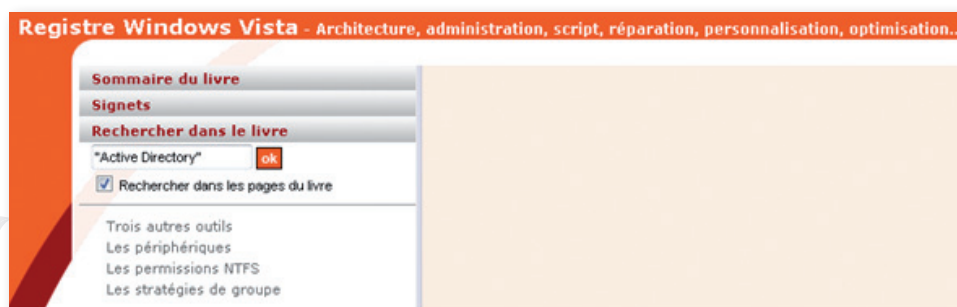 Registre Windows Vista - Architecture, administration, script, réparation, personnalisation, optimisation..
Sommaire du livre
Signets
Rechercher dans le livre
"Active Directory" ok
Rechercher dans les pages du livre
Trois autres outils
Les périphériques
Les permissions NTFS
Les stratégies de groupe